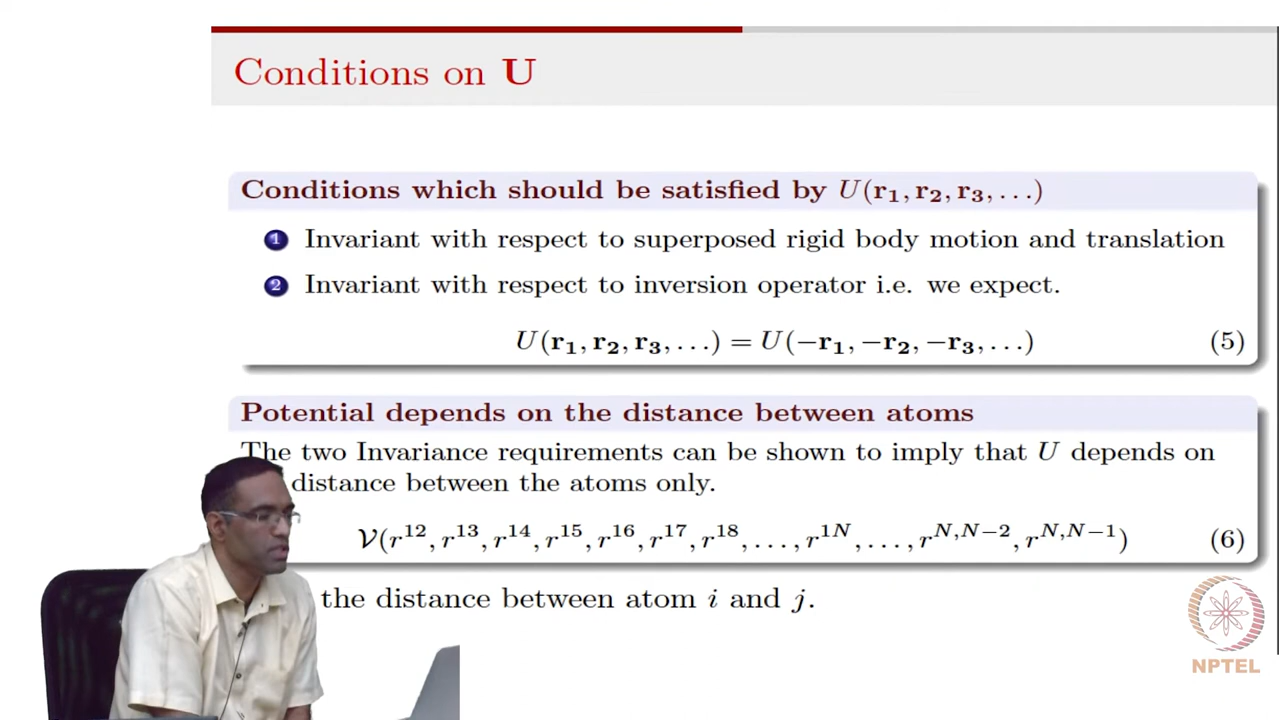 Conditions on U
Conditions which should be satisfied by U(r₁, r₂, r₃, . . .)
1 Invariant with respect to superposed rigid body motion and translation
2 Invariant with respect to inversion operator i.e. we expect.
U(r₁, r₂, r₃, . . .) = U(−r₁, −r₂, −r₃, . . .) (5)
Potential depends on the distance between atoms
The two Invariance requirements can be shown to imply that U depends on
distance between the atoms only.
𝒱(r¹², r¹³, r¹⁴, r¹⁵, r¹⁶, r¹⁷, r¹⁸, . . . , r¹ᴺ, . . . , rᴺ,ᴺ⁻², rᴺ,ᴺ⁻¹) (6)
the distance between atom i and j.
NPTEL